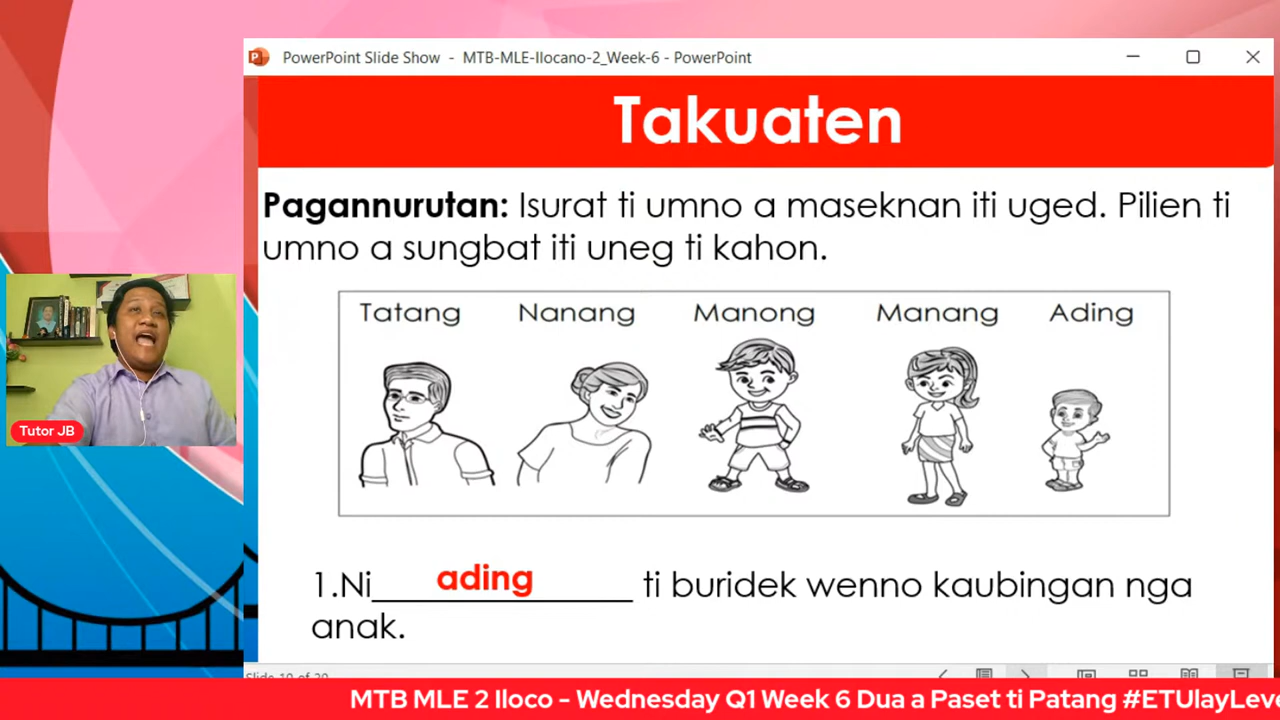 PowerPoint Slide Show - MTB-MLE-Ilocano-2_Week-6 - PowerPoint
Takuaten
Pagannurutan: Isurat ti umno a maseknan iti uged. Pilien ti
umno a sungbat iti uneg ti kahon.
Tatang Nanang Manong Manang Ading
Tutor JB
1.Ni ading ti buridek wenno kaubingan nga
anak.
MTB MLE 2 Iloco - Wednesday Q1 Week 6 Dua a Paset ti Patang #ETUlayLeve